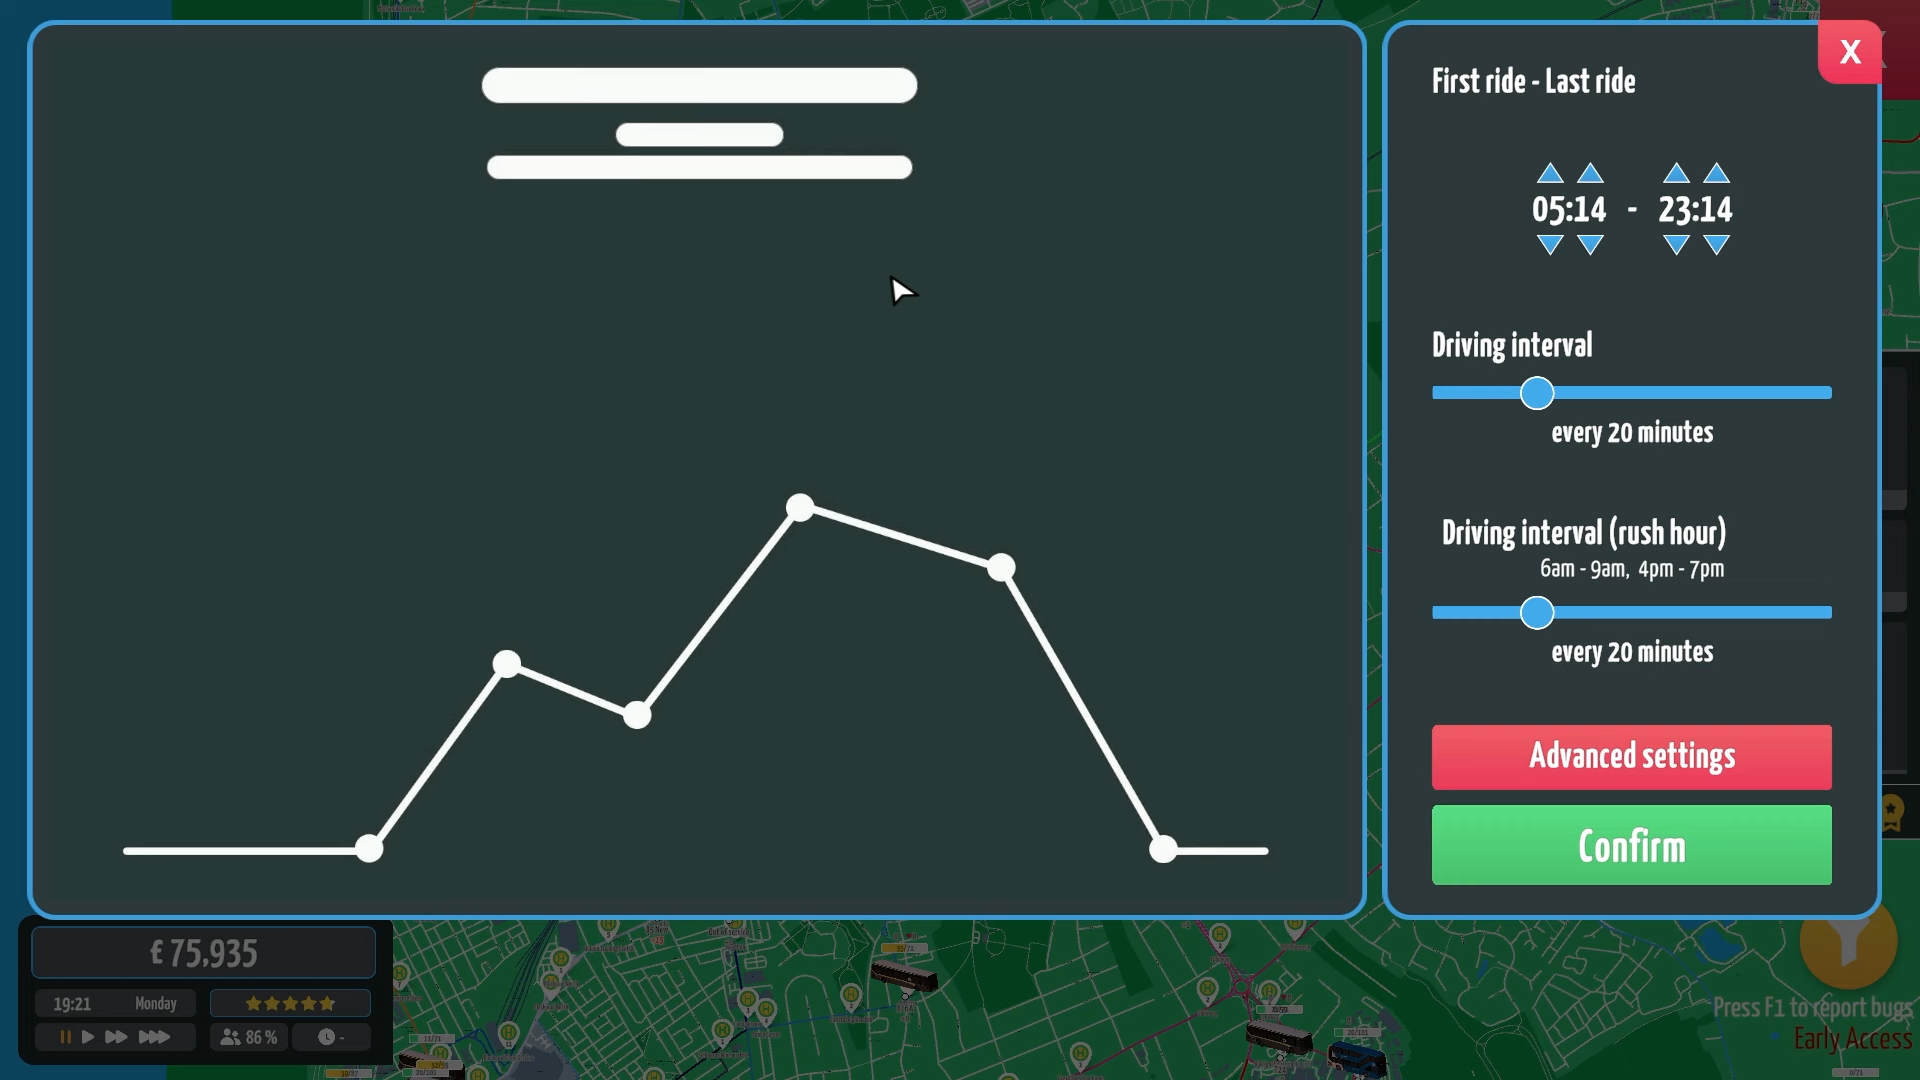 X
First ride - Last ride
05:14 - 23:14
Driving interval
every 20 minutes
Driving interval (rush hour)
6am - 9am, 4pm - 7pm
every 20 minutes
Advanced settings
Confirm
£ 75,935
19:21 Monday
86 %
-
Press F1 to report bugs
Early Access